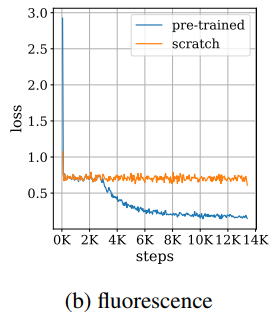 3.0
2.5
2.0
1.5
1.0
0.5
loss
pre-trained
scratch
0K 2K 4K 6K 8K 10K 12K 14K
steps
(b) fluorescence